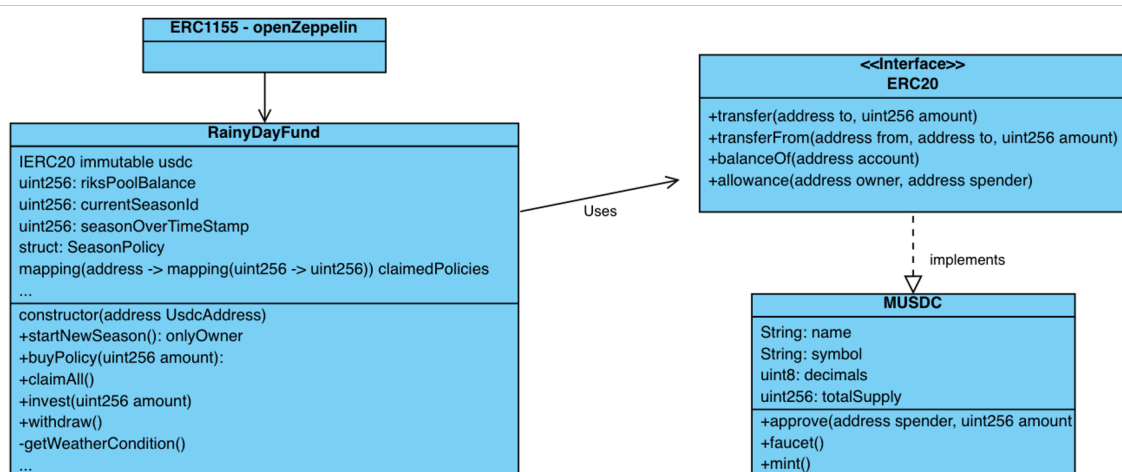 ERC1155 - openZeppelin
RainyDayFund
IERC20 immutable usdc
uint256: riksPoolBalance
uint256: currentSeasonId
uint256: seasonOverTimeStamp
struct: SeasonPolicy
mapping(address -> mapping(uint256 -> uint256)) claimedPolicies
...
constructor(address UsdcAddress)
+startNewSeason(): onlyOwner
+buyPolicy(uint256 amount):
+claimAll()
+invest(uint256 amount)
+withdraw()
-getWeatherCondition()
...
Uses
<<Interface>>
ERC20
+transfer(address to, uint256 amount)
+transferFrom(address from, address to, uint256 amount)
+balanceOf(address account)
+allowance(address owner, address spender)
implements
MUSDC
String: name
String: symbol
uint8: decimals
uint256: totalSupply
+approve(address spender, uint256 amount
+faucet()
+mint()